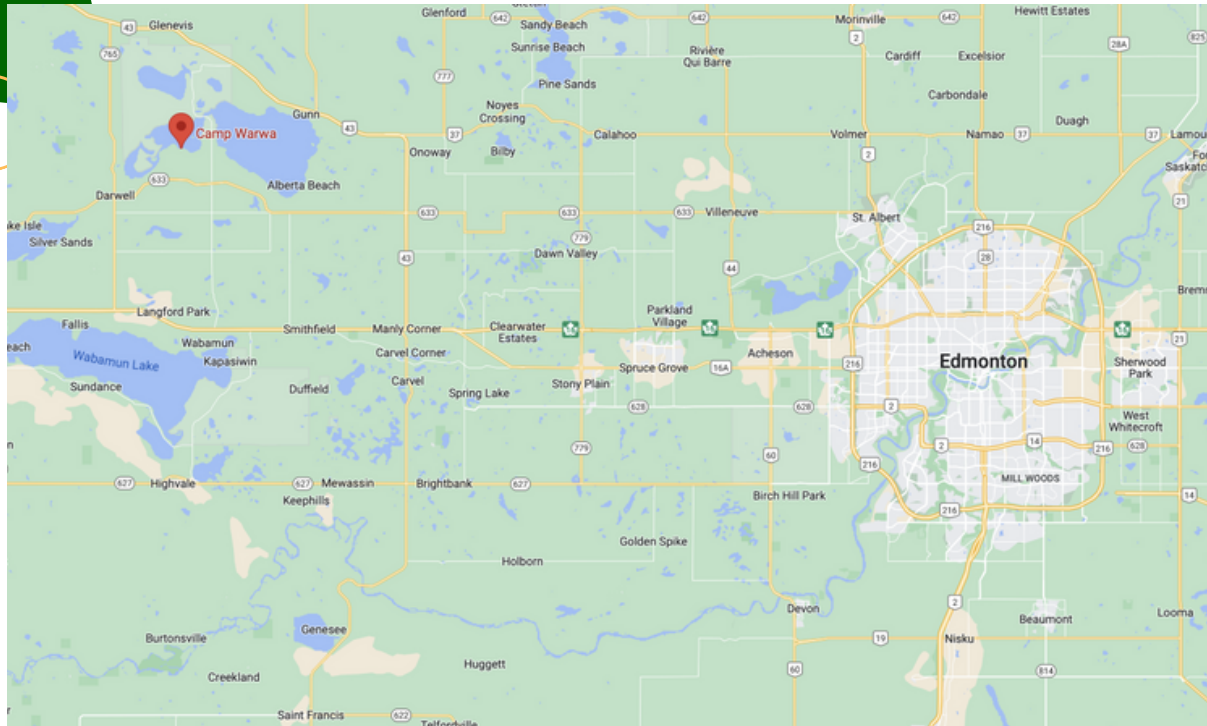 Glenford
Hewitt Estates
43
Glenevis
642
Sandy Beach
642
Morinville
642
765
Sunrise Beach
2
28A
825
Rivière
Qui Barre
Cardiff
Excelsior
777
Pine Sands
Carbondale
Noyes
Crossing
Gunn
Duagh
Camp Warwa
43
37
Calahoo
Volmer
Namao
37
37
Onoway
Bilby
2
633
Alberta Beach
Darwell
21
633
633
633
Villeneuve
St. Albert
Silver Sands
779
216
Dawn Valley
43
28
44
Langford Park
Parkland
Village
Fallis
Smithfield
Manly Corner
Clearwater
Estates
16
16
16
16
21
Wabamun
Carvel Corner
Acheson
216
Edmonton
Sherwood
Park
Wabamun Lake
Kapasiwin
Spruce Grove
16A
Sundance
Duffield
Carvel
Spring Lake
Stony Plain
628
628
2
West
Whitecroft
779
2
14
216
628
60
216
627
Highvale
627
Mewassin
Brightbank
627
MILL WOODS
Keephills
Birch Hill Park
14
216
Golden Spike
Holborn
2
Devon
Beaumont
Looma
Genesee
Burtonsville
19
Nisku
Huggett
60
814
Creekland
Saint Francis
622
Telfordville